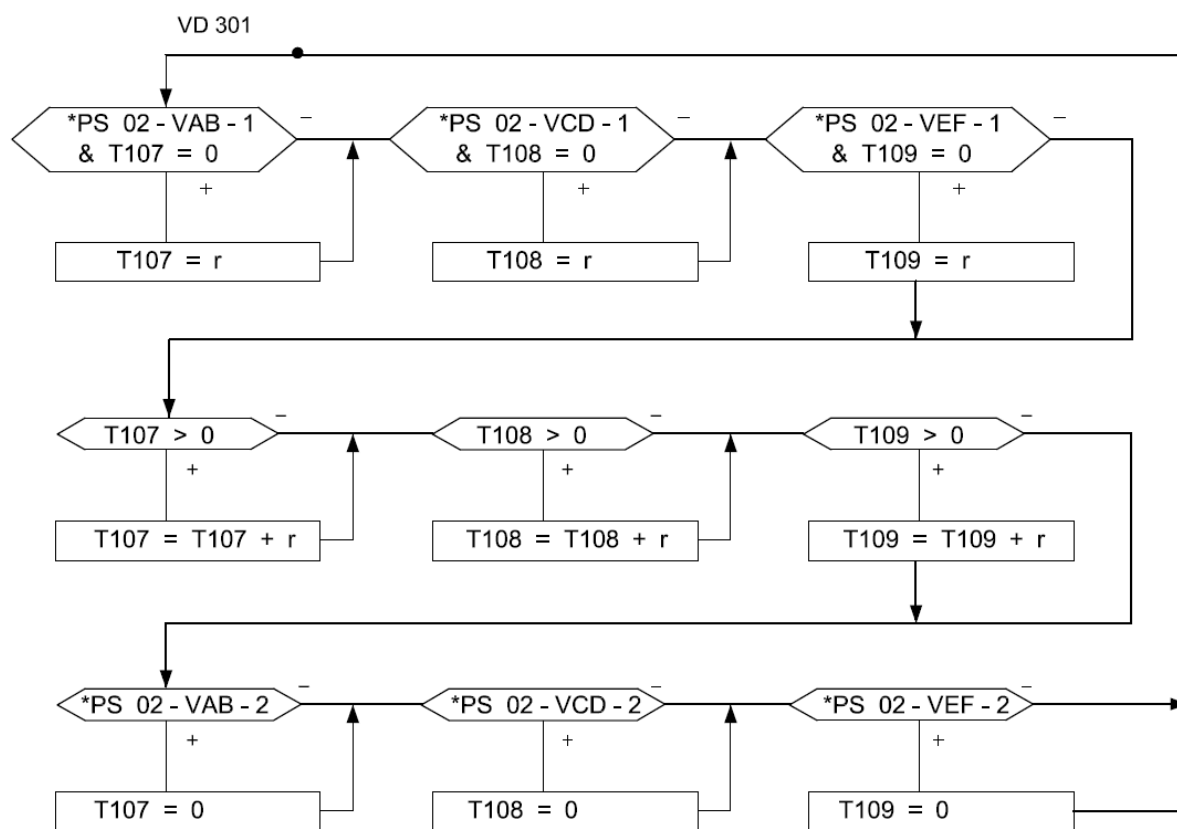 VD 301
*PS 02 - VAB - 1
& T107 = 0
–
+
T107 = r
*PS 02 - VCD - 1
& T108 = 0
–
+
T108 = r
*PS 02 - VEF - 1
& T109 = 0
–
+
T109 = r
T107 > 0
–
+
T107 = T107 + r
T108 > 0
–
+
T108 = T108 + r
T109 > 0
–
+
T109 = T109 + r
*PS 02 - VAB - 2
–
+
T107 = 0
*PS 02 - VCD - 2
–
+
T108 = 0
*PS 02 - VEF - 2
–
+
T109 = 0